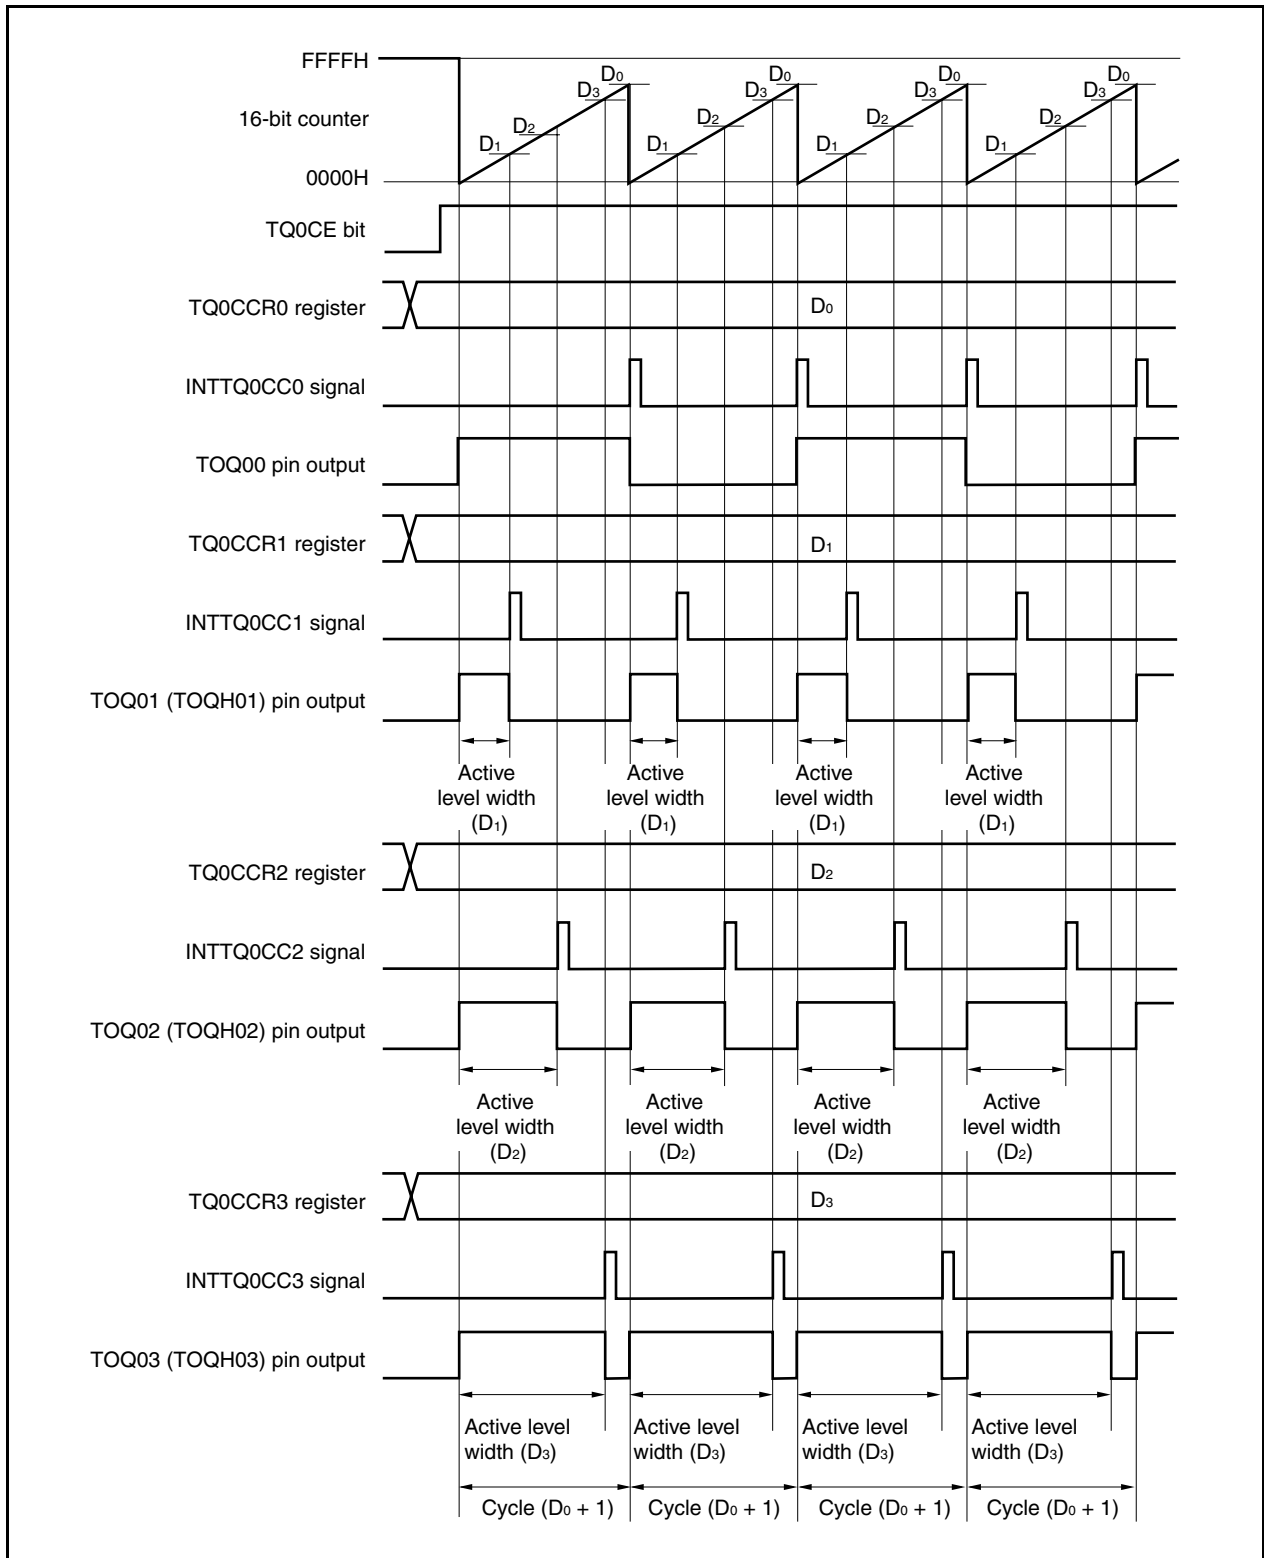 FFFFH
D0 D0 D0 D0
D3 D3 D3 D3
16-bit counter
D2 D2 D2 D2
D1 D1 D1 D1
0000H
TQ0CE bit
TQ0CCR0 register D0
INTTQ0CC0 signal
TOQ00 pin output
TQ0CCR1 register D1
INTTQ0CC1 signal
TOQ01 (TOQH01) pin output
Active Active Active Active
level width level width level width level width
(D1) (D1) (D1) (D1)
TQ0CCR2 register D2
INTTQ0CC2 signal
TOQ02 (TOQH02) pin output
Active Active Active Active
level width level width level width level width
(D2) (D2) (D2) (D2)
TQ0CCR3 register D3
INTTQ0CC3 signal
TOQ03 (TOQH03) pin output
Active level Active level Active level Active level
width (D3) width (D3) width (D3) width (D3)
Cycle (D0 + 1) Cycle (D0 + 1) Cycle (D0 + 1) Cycle (D0 + 1)